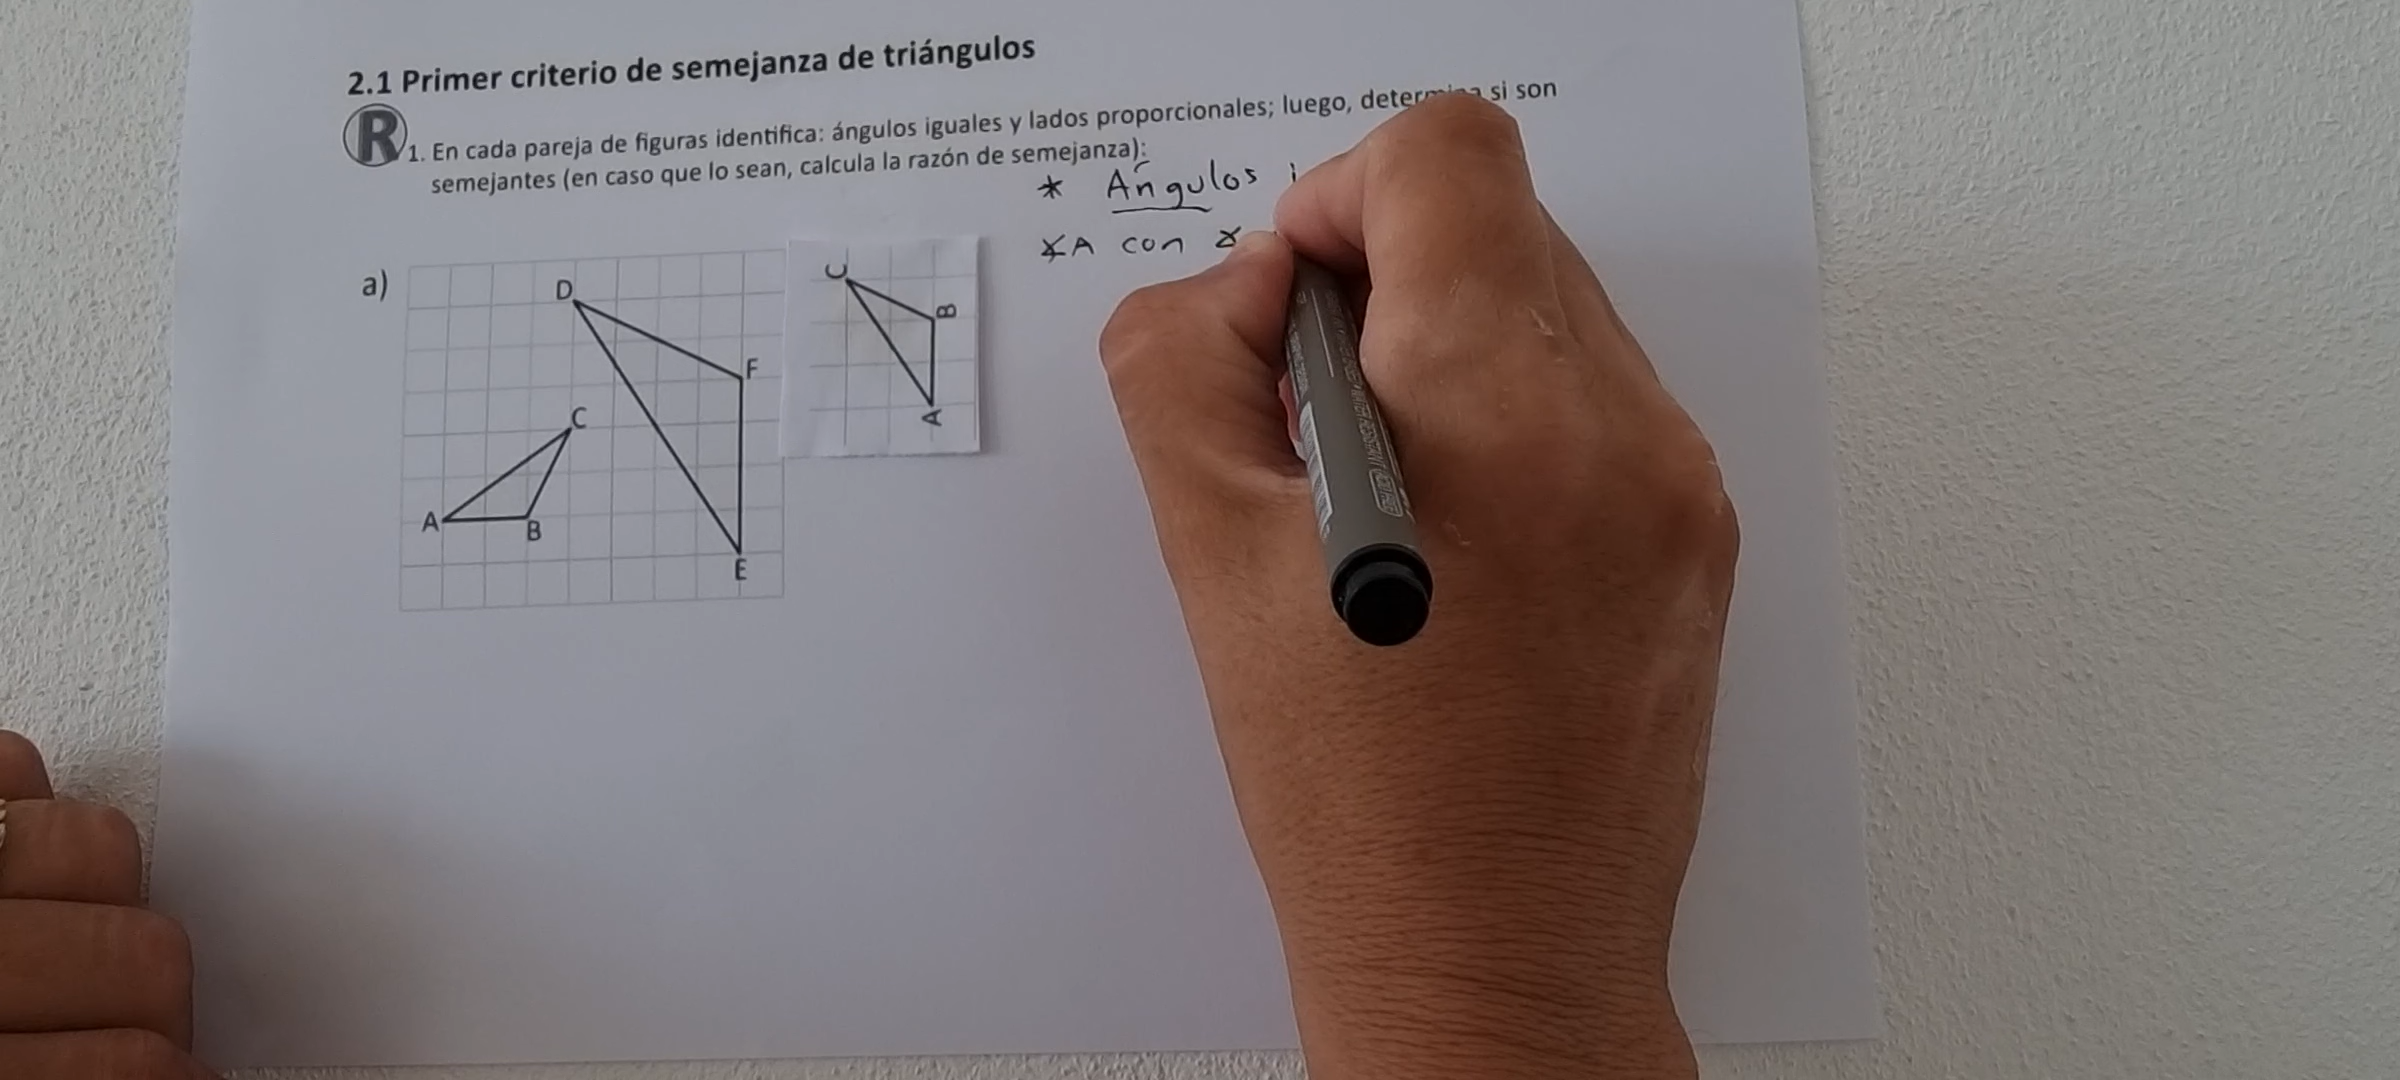 2.1 Primer criterio de semejanza de triángulos
R
1. En cada pareja de figuras identifica: ángulos iguales y lados proporcionales; luego, determina si son
semejantes (en caso que lo sean, calcula la razón de semejanza):
* Ángulos
∡A con ∡
a)
D
F
C
A
B
E
C
B
A